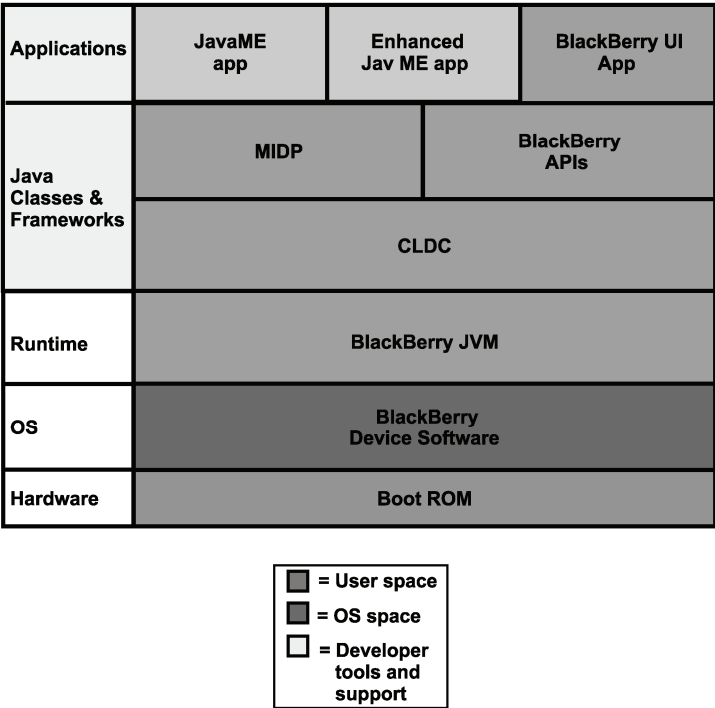 Applications
JavaME
app
Enhanced
Jav ME app
BlackBerry UI
App
Java
Classes &
Frameworks
MIDP
BlackBerry
APIs
CLDC
Runtime
BlackBerry JVM
OS
BlackBerry
Device Software
Hardware
Boot ROM
= User space
= OS space
= Developer
tools and
support